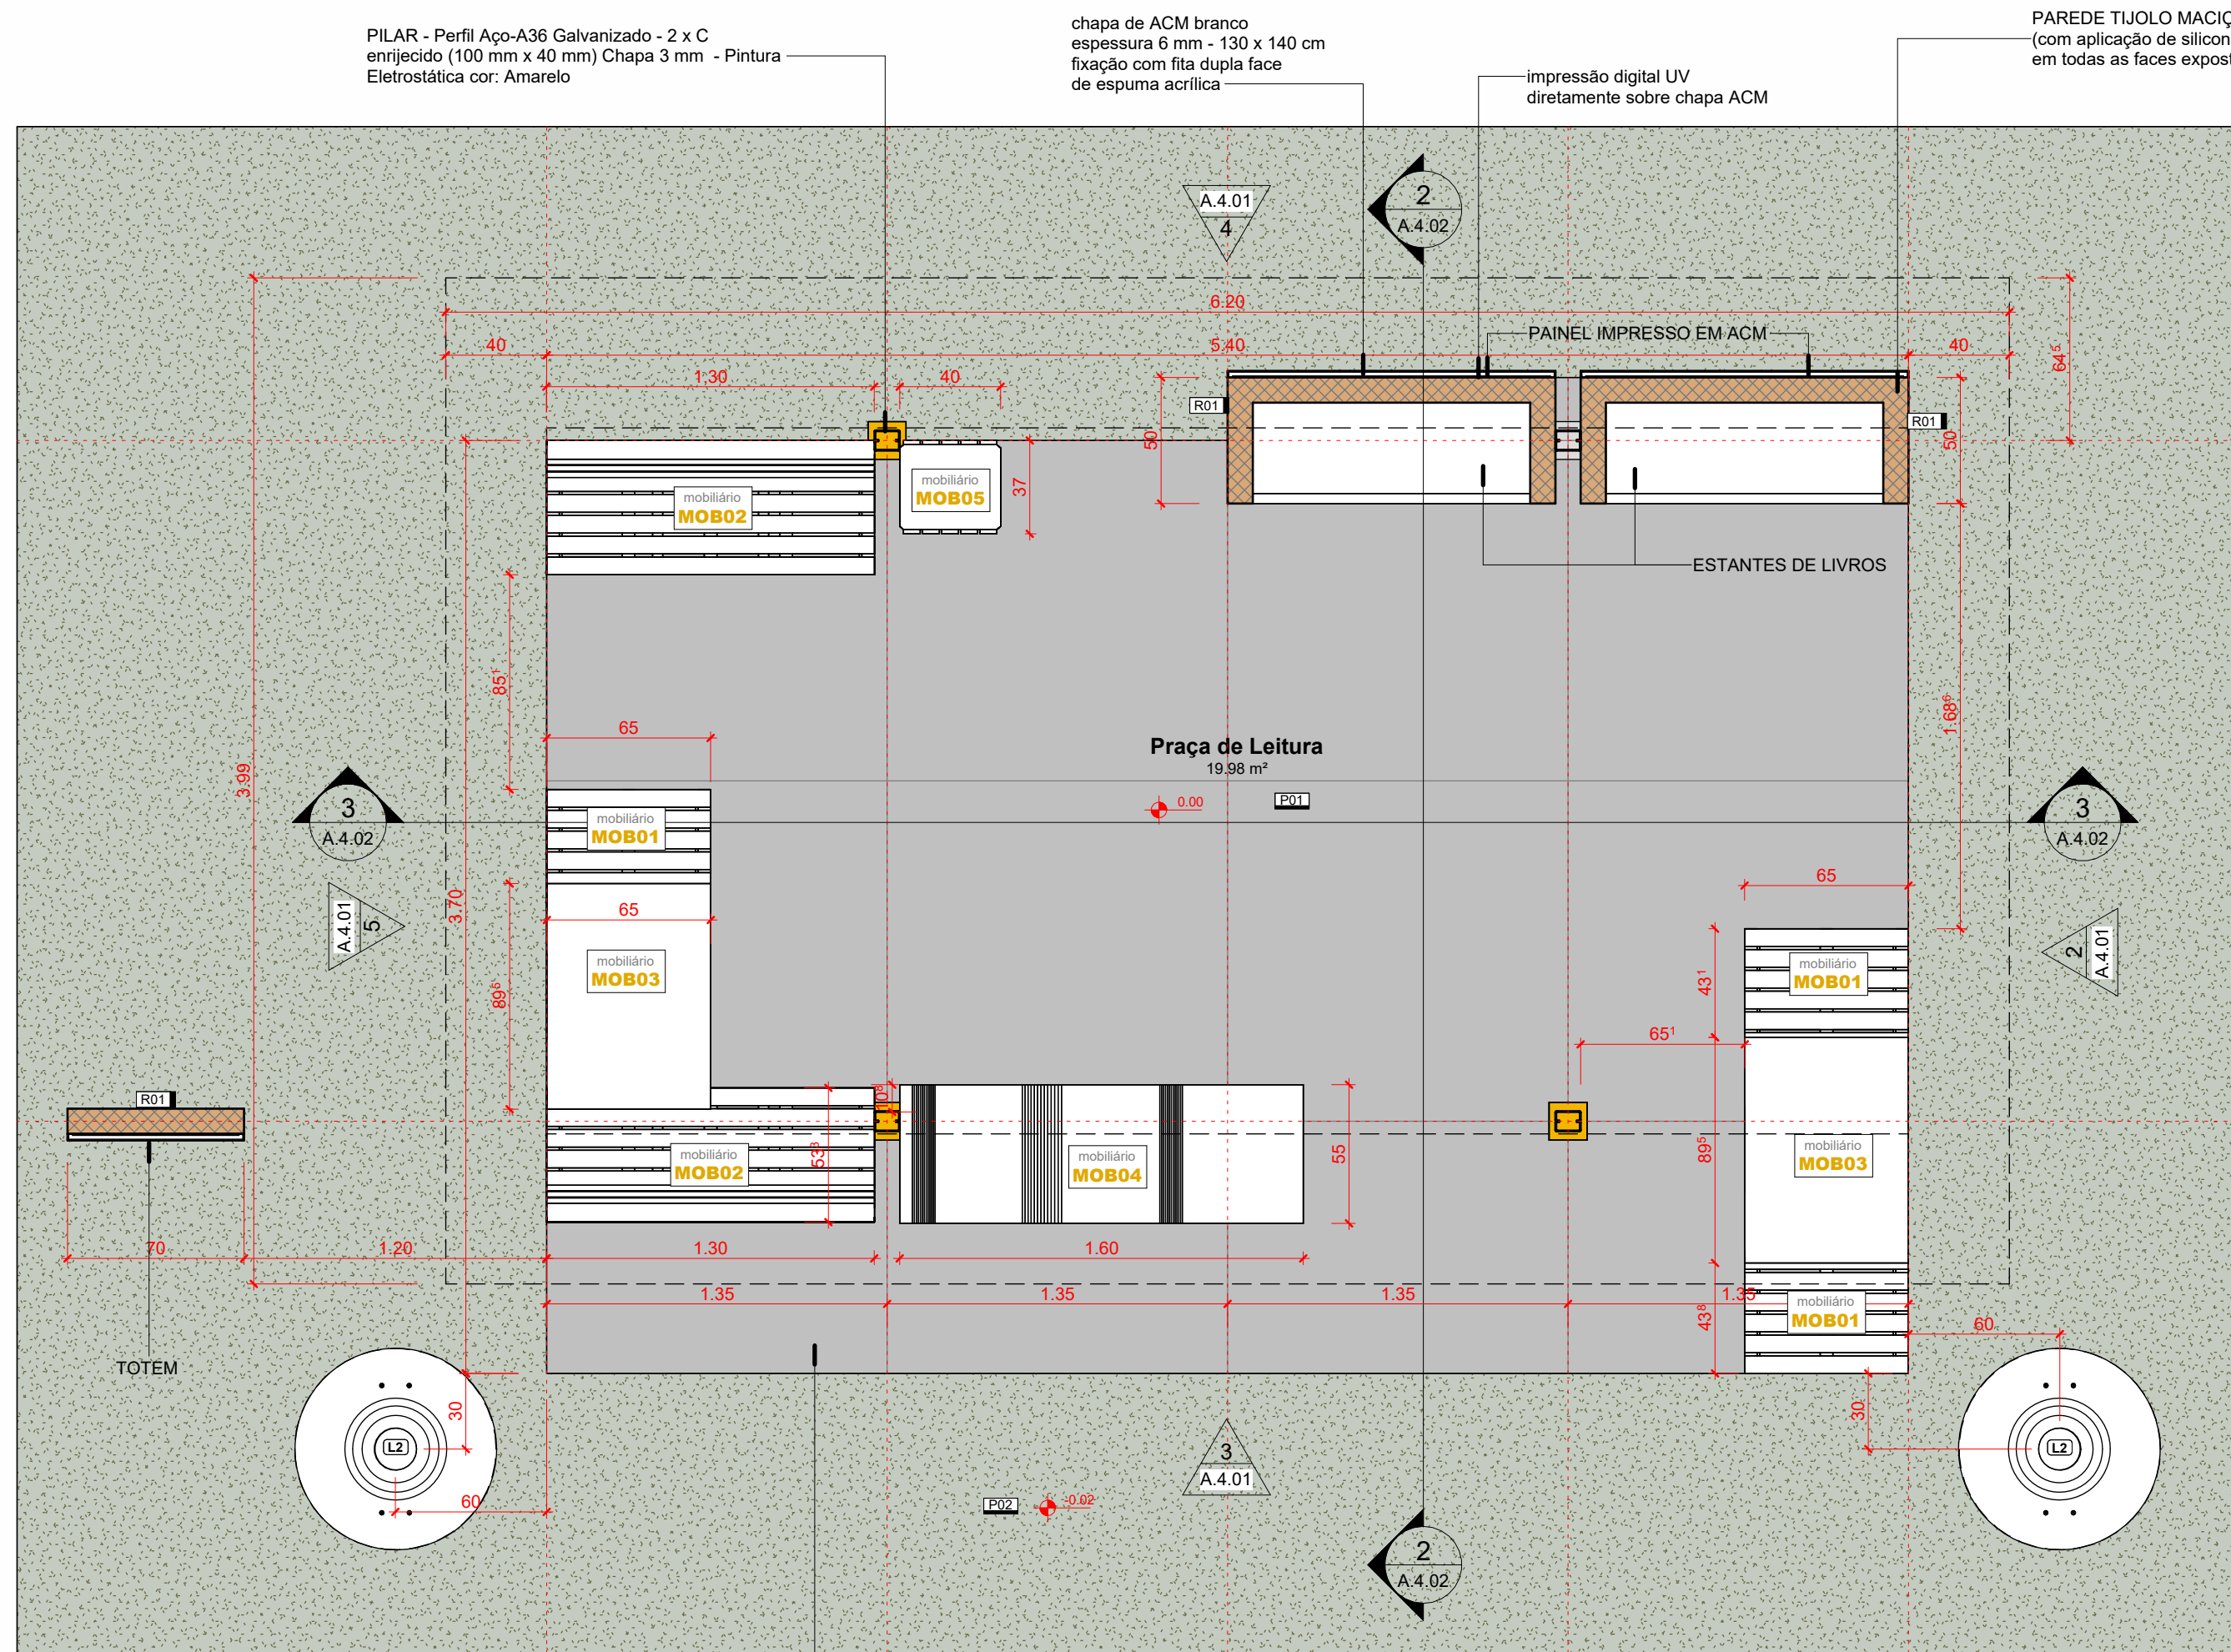 PILAR - Perfil Aço-A36 Galvanizado - 2 x C
enrijecido (100 mm x 40 mm) Chapa 3 mm - Pintura
Eletrostática cor: Amarelo
chapa de ACM branco
espessura 6 mm - 130 x 140 cm
fixação com fita dupla face
de espuma acrílica
impressão digital UV
diretamente sobre chapa ACM
PAREDE TIJOLO MACIÇ
(com aplicação de silicon
em todas as faces expost
A.4.01
4
2
A.4.02
6.20
PAINEL IMPRESSO EM ACM
40
5.40
40
64⁵
1.30
40
R01
R01
50
50
mobiliário
MOB02
mobiliário
MOB05
37
ESTANTES DE LIVROS
85¹
65
3.99
Praça de Leitura
19.98 m²
0.00
P01
1.68⁶
3
A.4.02
mobiliário
MOB01
3
A.4.02
65
65
3.70
A.4.01
5
2
A.4.01
mobiliário
MOB03
mobiliário
MOB01
43¹
89⁵
65¹
R01
10⁸
53³
mobiliário
MOB02
mobiliário
MOB04
55
89⁵
mobiliário
MOB03
70
1.20
1.30
1.60
1.35
1.35
1.35
1.35
mobiliário
MOB01
43⁸
60
TOTEM
30
30
L2
L2
3
A.4.01
60
P02
-0.02
2
A.4.02